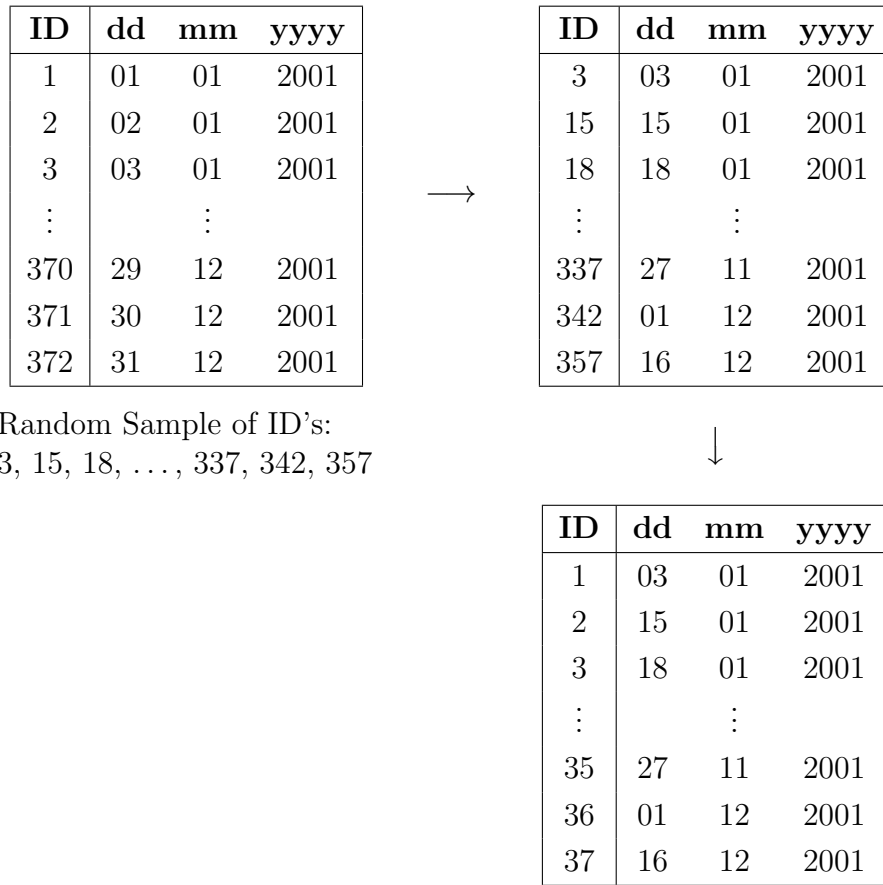 ID dd mm yyyy
1 01 01 2001
2 02 01 2001
3 03 01 2001
⋮ ⋮
370 29 12 2001
371 30 12 2001
372 31 12 2001
Random Sample of ID's:
3, 15, 18, . . . , 337, 342, 357
⟶
ID dd mm yyyy
3 03 01 2001
15 15 01 2001
18 18 01 2001
⋮ ⋮
337 27 11 2001
342 01 12 2001
357 16 12 2001
↓
ID dd mm yyyy
1 03 01 2001
2 15 01 2001
3 18 01 2001
⋮ ⋮
35 27 11 2001
36 01 12 2001
37 16 12 2001